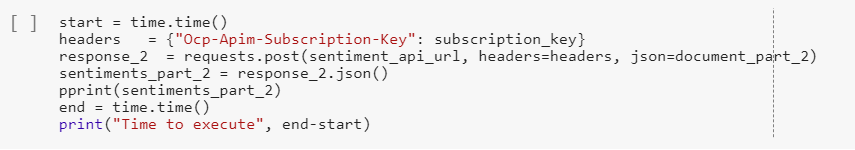 [ ] start = time.time()
headers   = {"Ocp-Apim-Subscription-Key": subscription_key}
response_2  = requests.post(sentiment_api_url, headers=headers, json=document_part_2)
sentiments_part_2 = response_2.json()
pprint(sentiments_part_2)
end = time.time()
print("Time to execute", end-start)